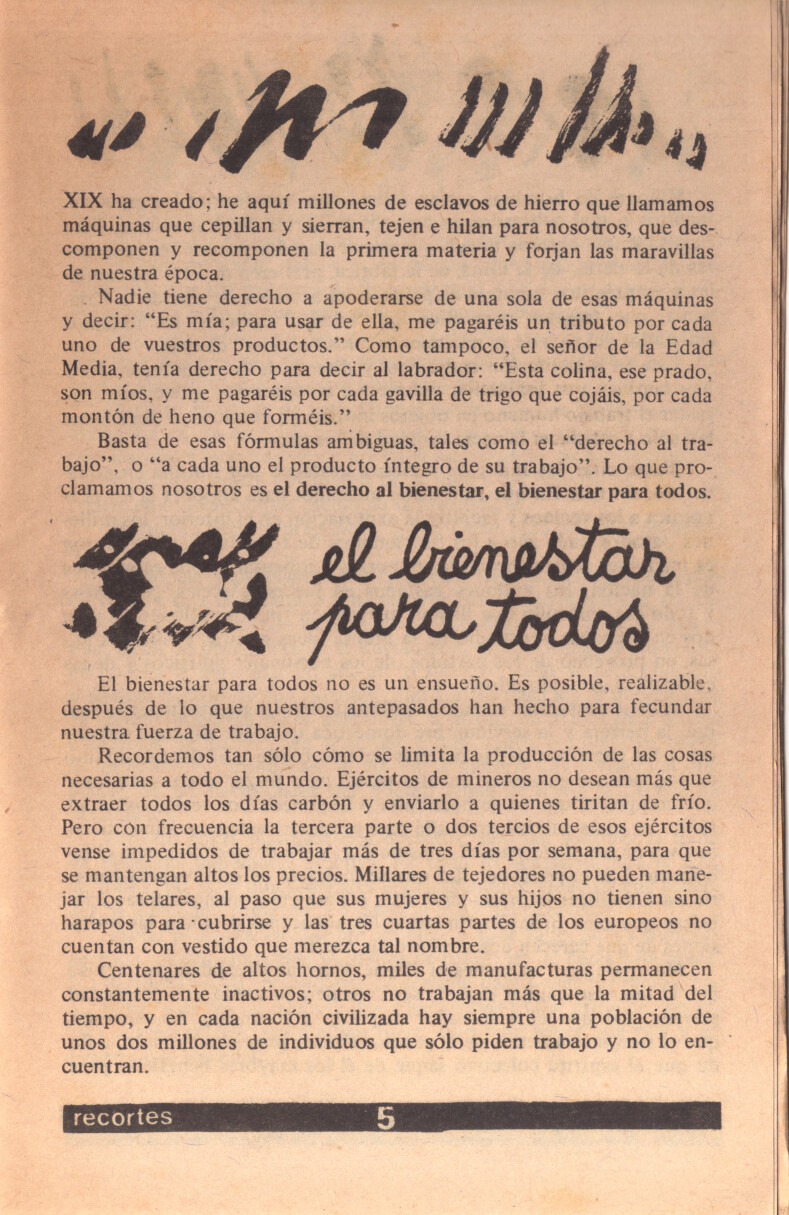 XIX ha creado; he aquí millones de esclavos de hierro que llamamos
máquinas que cepillan y sierran, tejen e hilan para nosotros, que des-
componen y recomponen la primera materia y forjan las maravillas
de nuestra época.
Nadie tiene derecho a apoderarse de una sola de esas máquinas
y decir: “Es mía; para usar de ella, me pagaréis un tributo por cada
uno de vuestros productos.” Como tampoco, el señor de la Edad
Media, tenía derecho para decir al labrador: “Esta colina, ese prado,
son míos, y me pagaréis por cada gavilla de trigo que cojáis, por cada
montón de heno que forméis.”
Basta de esas fórmulas ambiguas, tales como el “derecho al tra-
bajo”, o “a cada uno el producto íntegro de su trabajo”. Lo que pro-
clamamos nosotros es el derecho al bienestar, el bienestar para todos.
el bienestar
para todos
El bienestar para todos no es un ensueño. Es posible, realizable,
después de lo que nuestros antepasados han hecho para fecundar
nuestra fuerza de trabajo.
Recordemos tan sólo cómo se limita la producción de las cosas
necesarias a todo el mundo. Ejércitos de mineros no desean más que
extraer todos los días carbón y enviarlo a quienes tiritan de frío.
Pero con frecuencia la tercera parte o dos tercios de esos ejércitos
vense impedidos de trabajar más de tres días por semana, para que
se mantengan altos los precios. Millares de tejedores no pueden mane-
jar los telares, al paso que sus mujeres y sus hijos no tienen sino
harapos para cubrirse y las tres cuartas partes de los europeos no
cuentan con vestido que merezca tal nombre.
Centenares de altos hornos, miles de manufacturas permanecen
constantemente inactivos; otros no trabajan más que la mitad del
tiempo, y en cada nación civilizada hay siempre una población de
unos dos millones de individuos que sólo piden trabajo y no lo en-
cuentran.
recortes 5